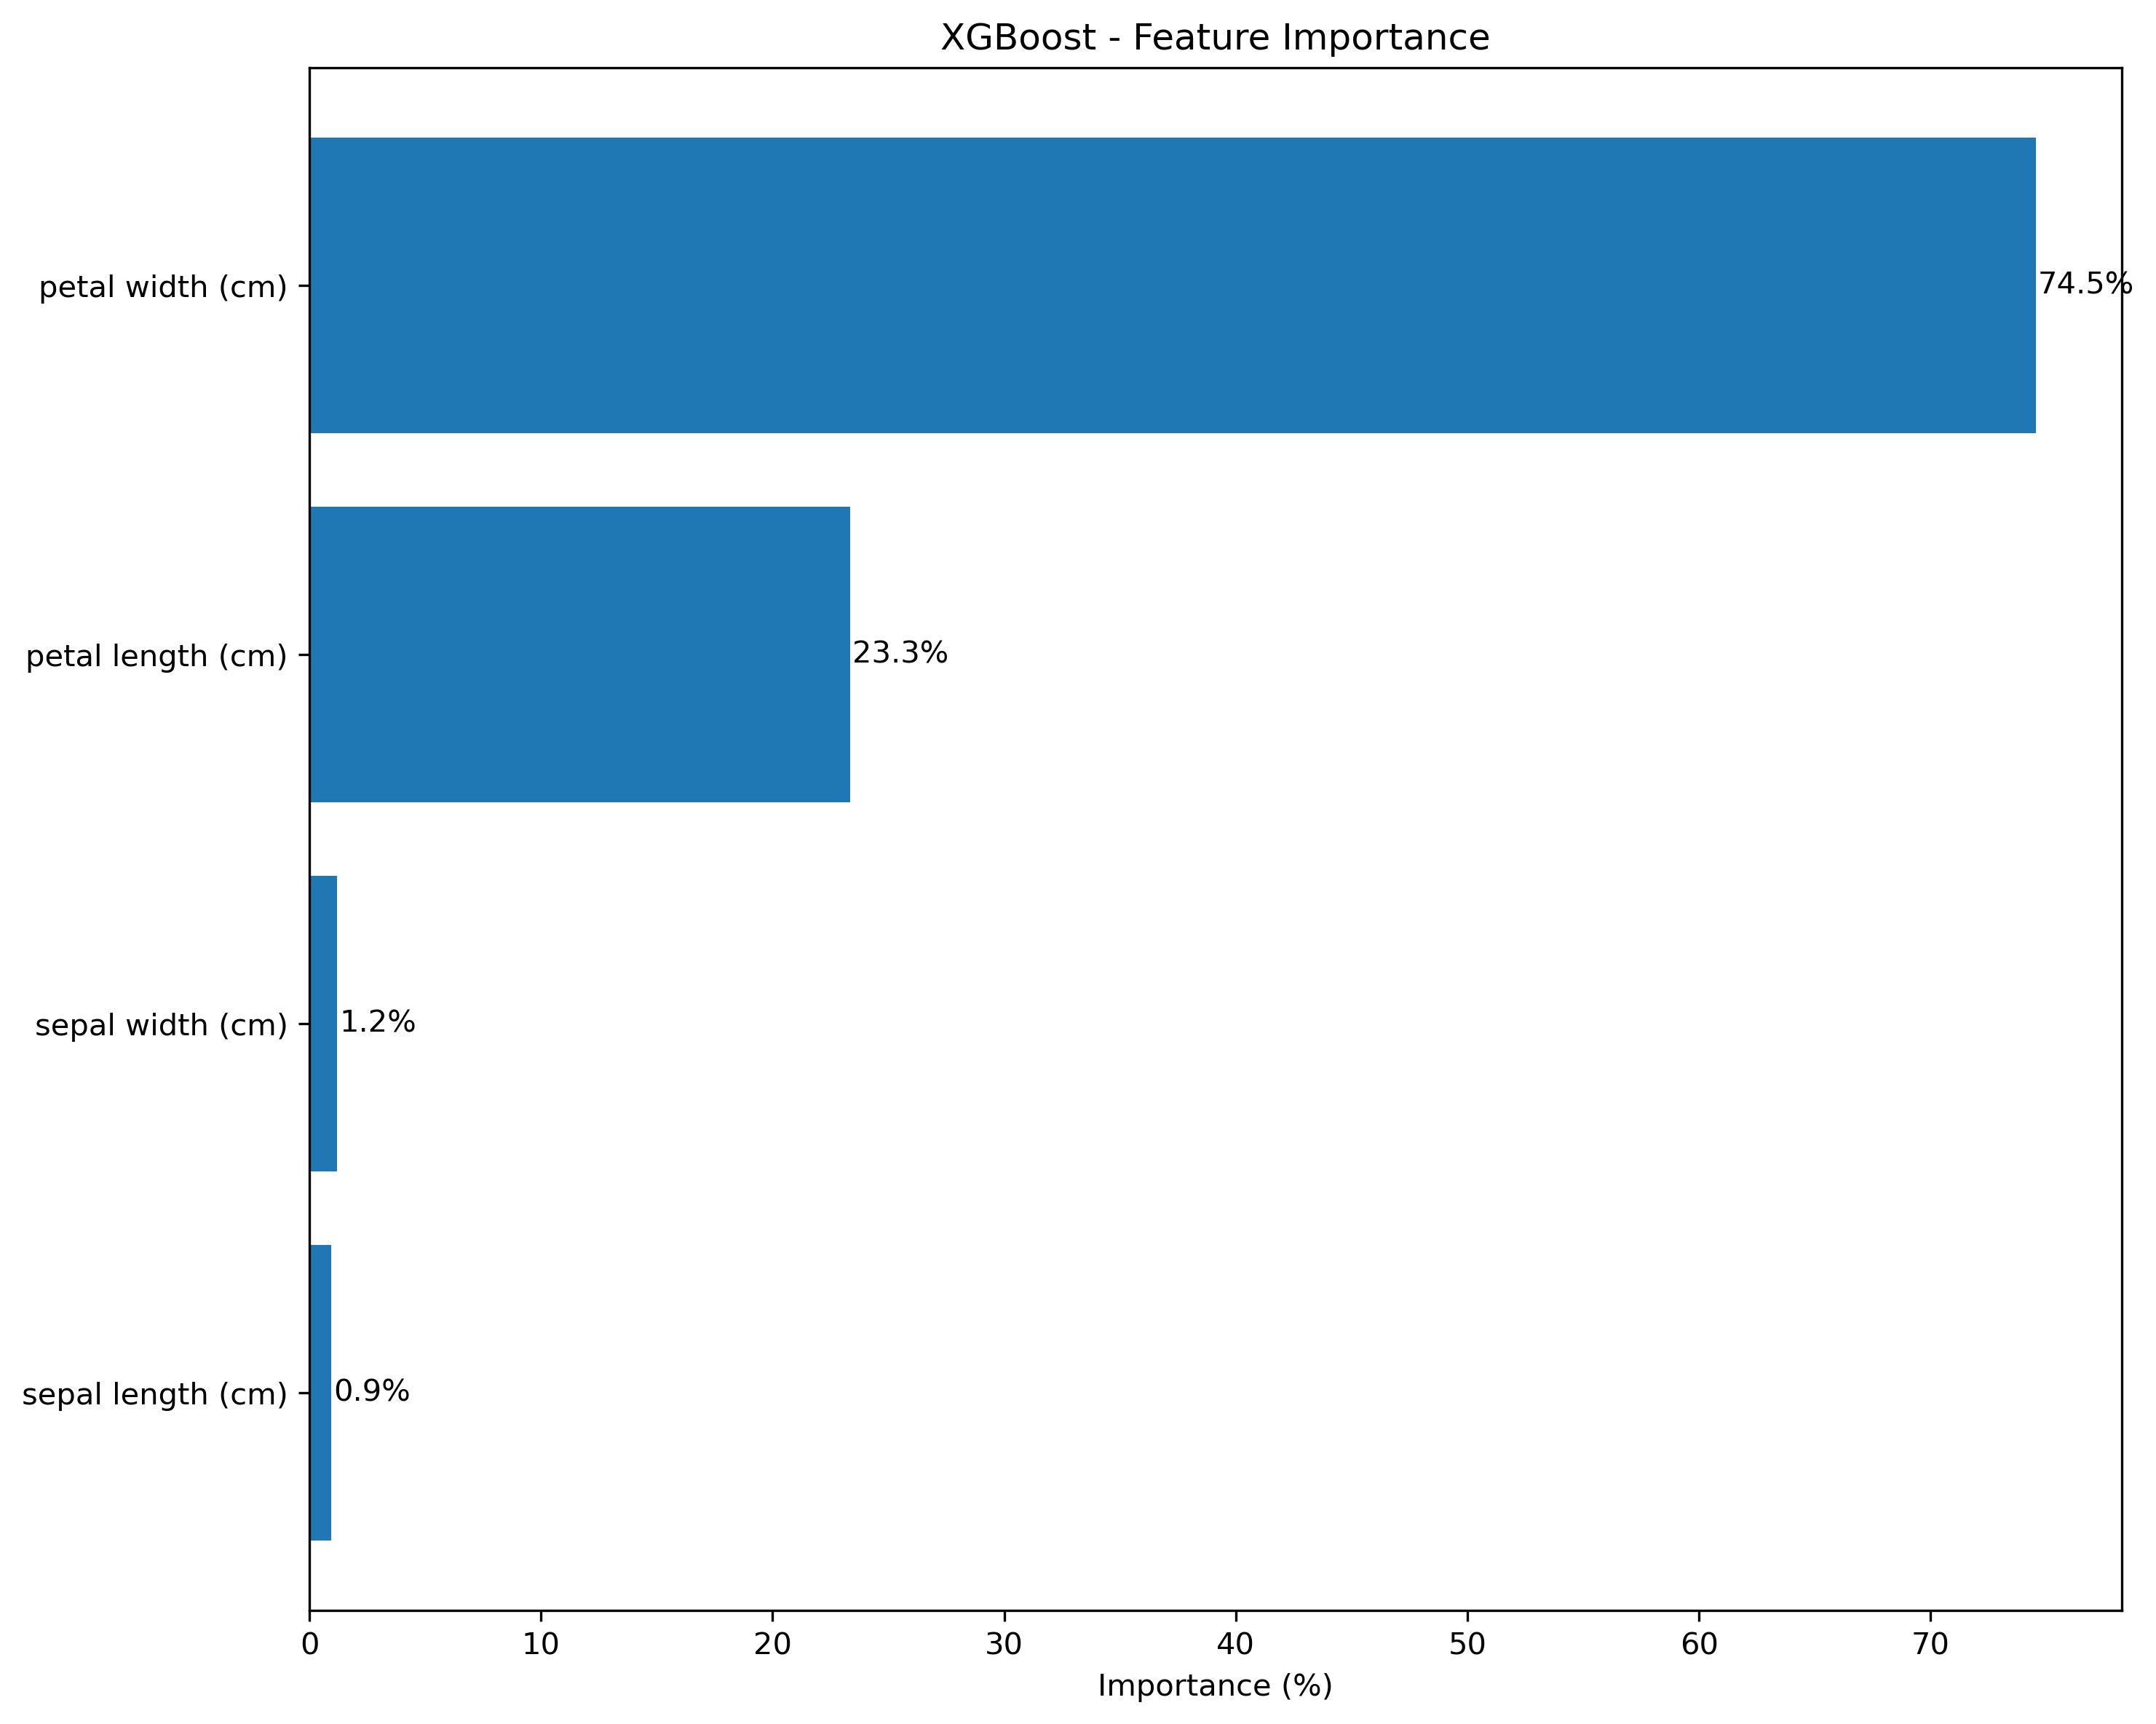 XGBoost - Feature Importance
petal width (cm)
74.5%
petal length (cm)
23.3%
sepal width (cm)
1.2%
sepal length (cm)
0.9%
0 10 20 30 40 50 60 70
Importance (%)